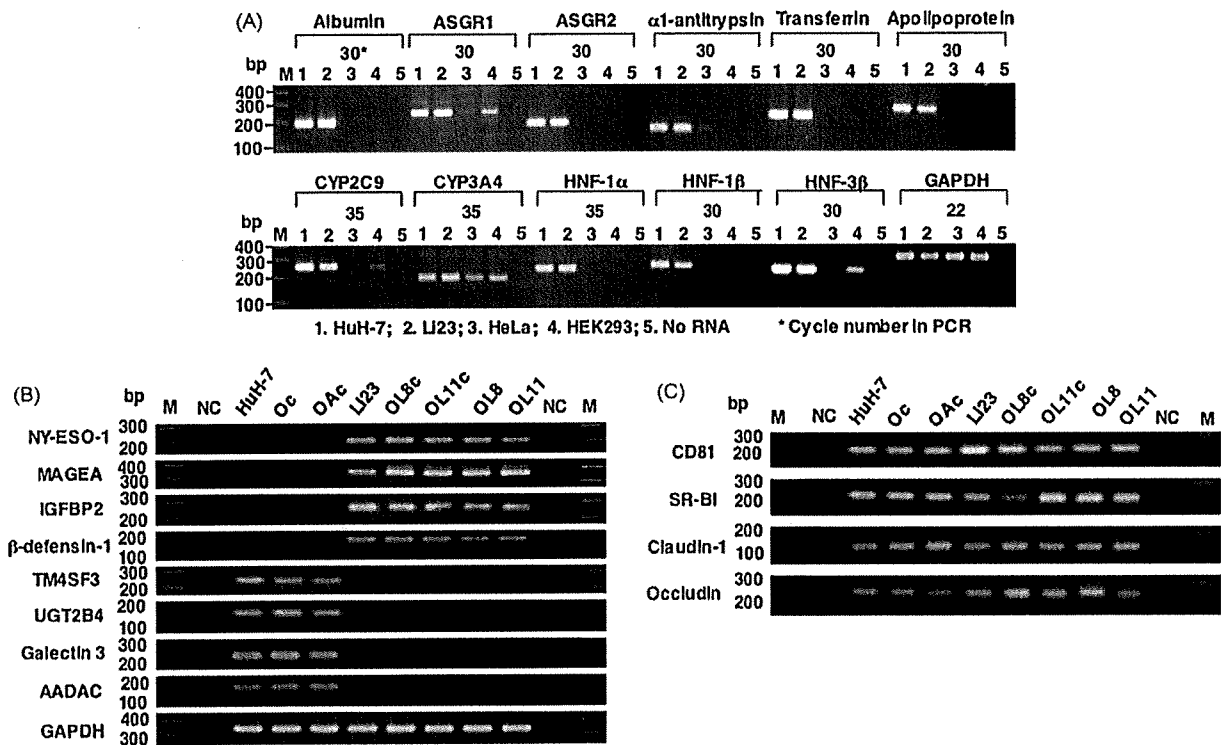 (A)
Albumin ASGR1 ASGR2 α1-antitrypsin Transferrin Apolipoprotein
30* 30 30 30 30 30
bp M 1 2 3 4 5 1 2 3 4 5 1 2 3 4 5 1 2 3 4 5 1 2 3 4 5 1 2 3 4 5
400
300
200
100
CYP2C9 CYP3A4 HNF-1α HNF-1β HNF-3β GAPDH
35 35 35 30 30 22
bp M 1 2 3 4 5 1 2 3 4 5 1 2 3 4 5 1 2 3 4 5 1 2 3 4 5 1 2 3 4 5
400
300
200
100
1. HuH-7; 2. LI23; 3. HeLa; 4. HEK293; 5. No RNA *Cycle number in PCR
(B)
bp M NC HuH-7 Oc OAc LI23 OL8c OL11c OL8 OL11 NC M
NY-ESO-1 300 200
MAGEA 400 300
IGFBP2 300 200
β-defensin-1 200 100
TM4SF3 300 200
UGT2B4 200 100
Galectin 3 300 200
AADAC 200 100
GAPDH 400 300
(C)
bp M NC HuH-7 Oc OAc LI23 OL8c OL11c OL8 OL11 NC M
CD81 300 200
SR-BI 300 200
Claudin-1 200 100
Occludin 300 200